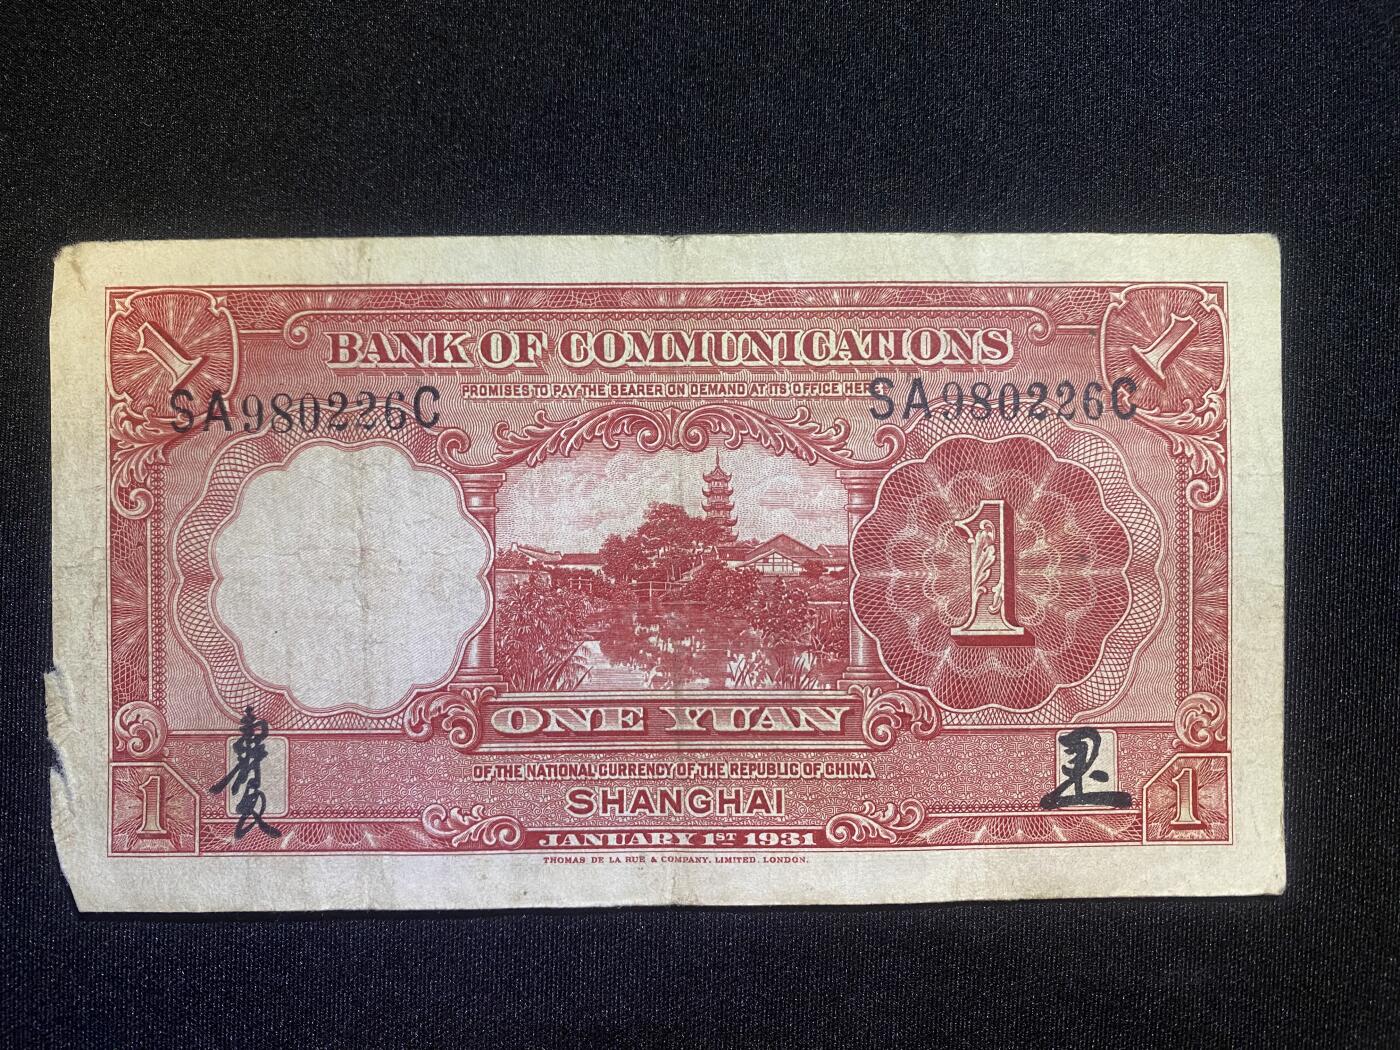 BANK OF COMMUNICATIONS
PROMISES TO PAY THE BEARER ON DEMAND AT ITS OFFICE HERE
1
1
SA980226C
SA980226C
1
ONE YUAN
OF THE NATIONAL CURRENCY OF THE REPUBLIC OF CHINA
SHANGHAI
1
1
JANUARY 1ST 1931
THOMAS DE LA RUE & COMPANY, LIMITED, LONDON.